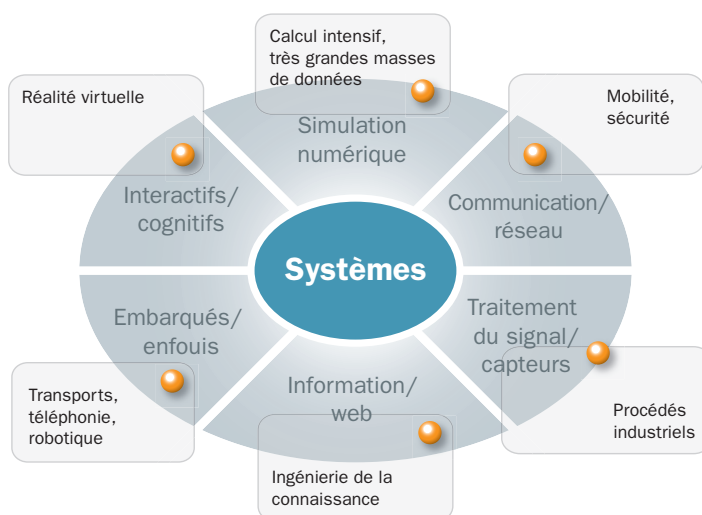 Calcul intensif,
très grandes masses
de données
Réalité virtuelle
Mobilité,
sécurité
Simulation
numérique
Interactifs/
cognitifs
Communication/
réseau
Systèmes
Embarqués/
enfouis
Traitement
du signal/
capteurs
Information/
web
Transports,
téléphonie,
robotique
Procédés
industriels
Ingénierie de la
connaissance